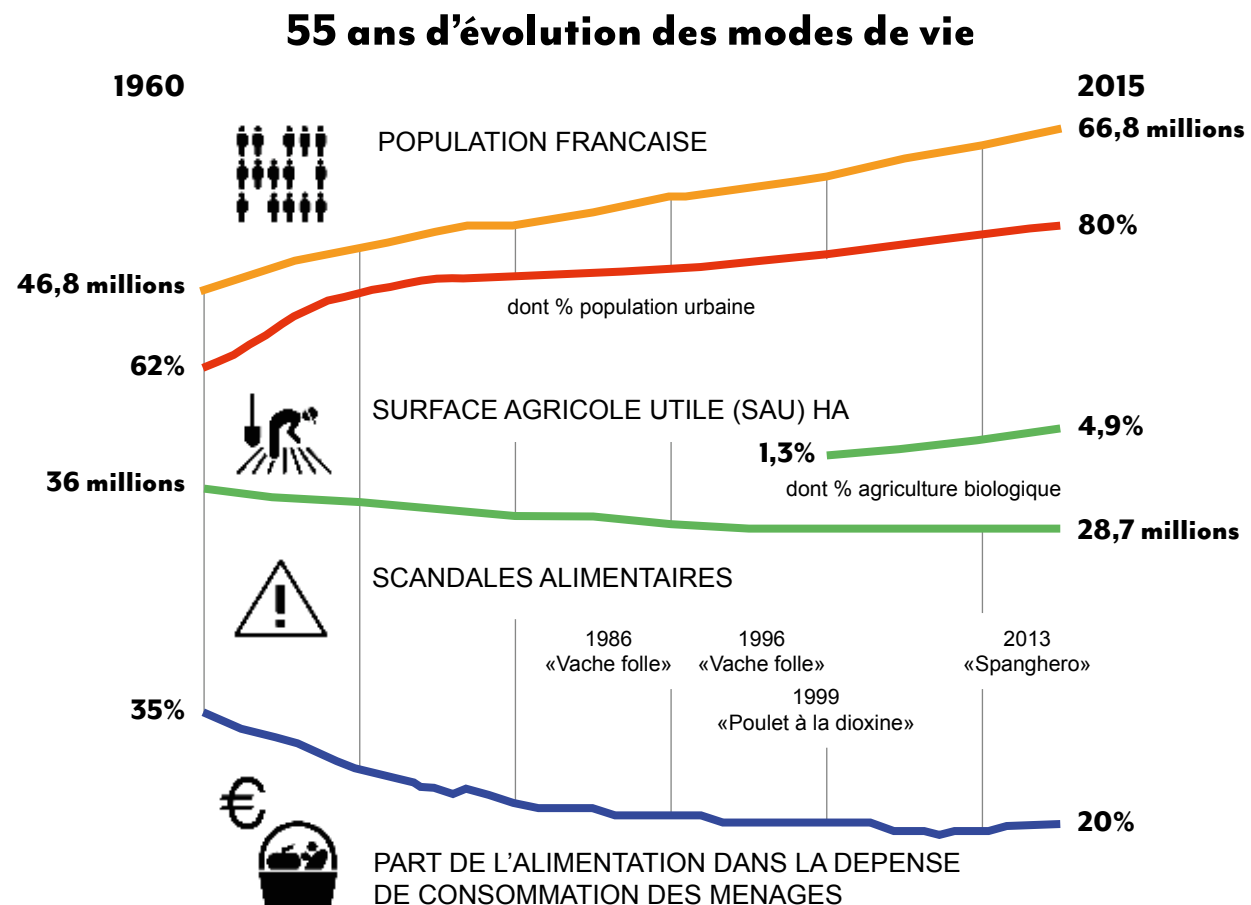 55 ans d’évolution des modes de vie
1960
2015
POPULATION FRANCAISE
66,8 millions
80%
46,8 millions
dont % population urbaine
62%
SURFACE AGRICOLE UTILE (SAU) HA
4,9%
1,3%
36 millions
dont % agriculture biologique
28,7 millions
SCANDALES ALIMENTAIRES
1986
«Vache folle»
1996
«Vache folle»
2013
«Spanghero»
1999
«Poulet à la dioxine»
35%
€
20%
PART DE L’ALIMENTATION DANS LA DEPENSE
DE CONSOMMATION DES MENAGES